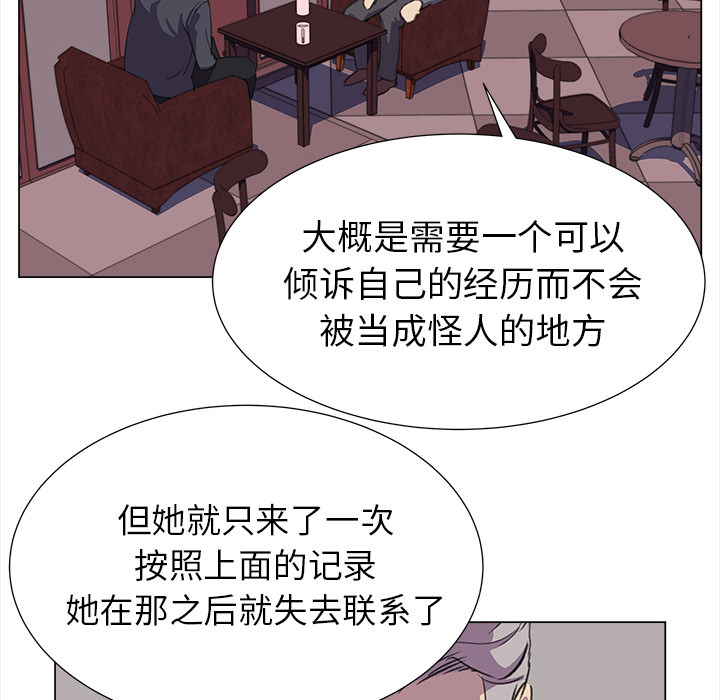 大概是需要一个可以
倾诉自己的经历而不会
被当成怪人的地方
但她就只来了一次
按照上面的记录
她在那之后就失去联系了